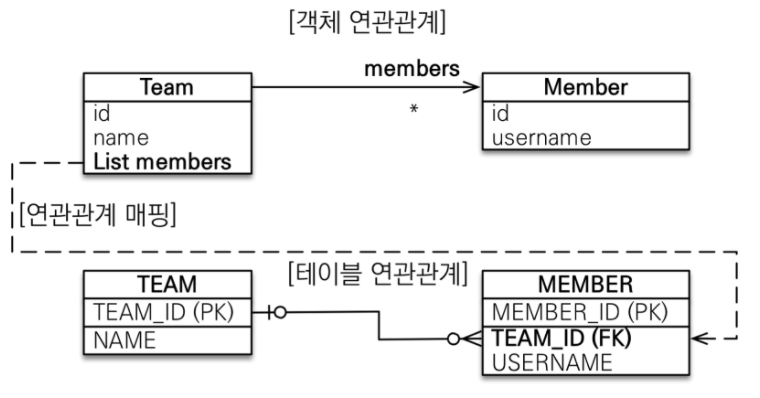 [객체 연관관계]
members
Team
Member
*
id
name
List members
id
username
[연관관계 매핑]
[테이블 연관관계]
TEAM
TEAM_ID (PK)
NAME
MEMBER
MEMBER_ID (PK)
TEAM_ID (FK)
USERNAME